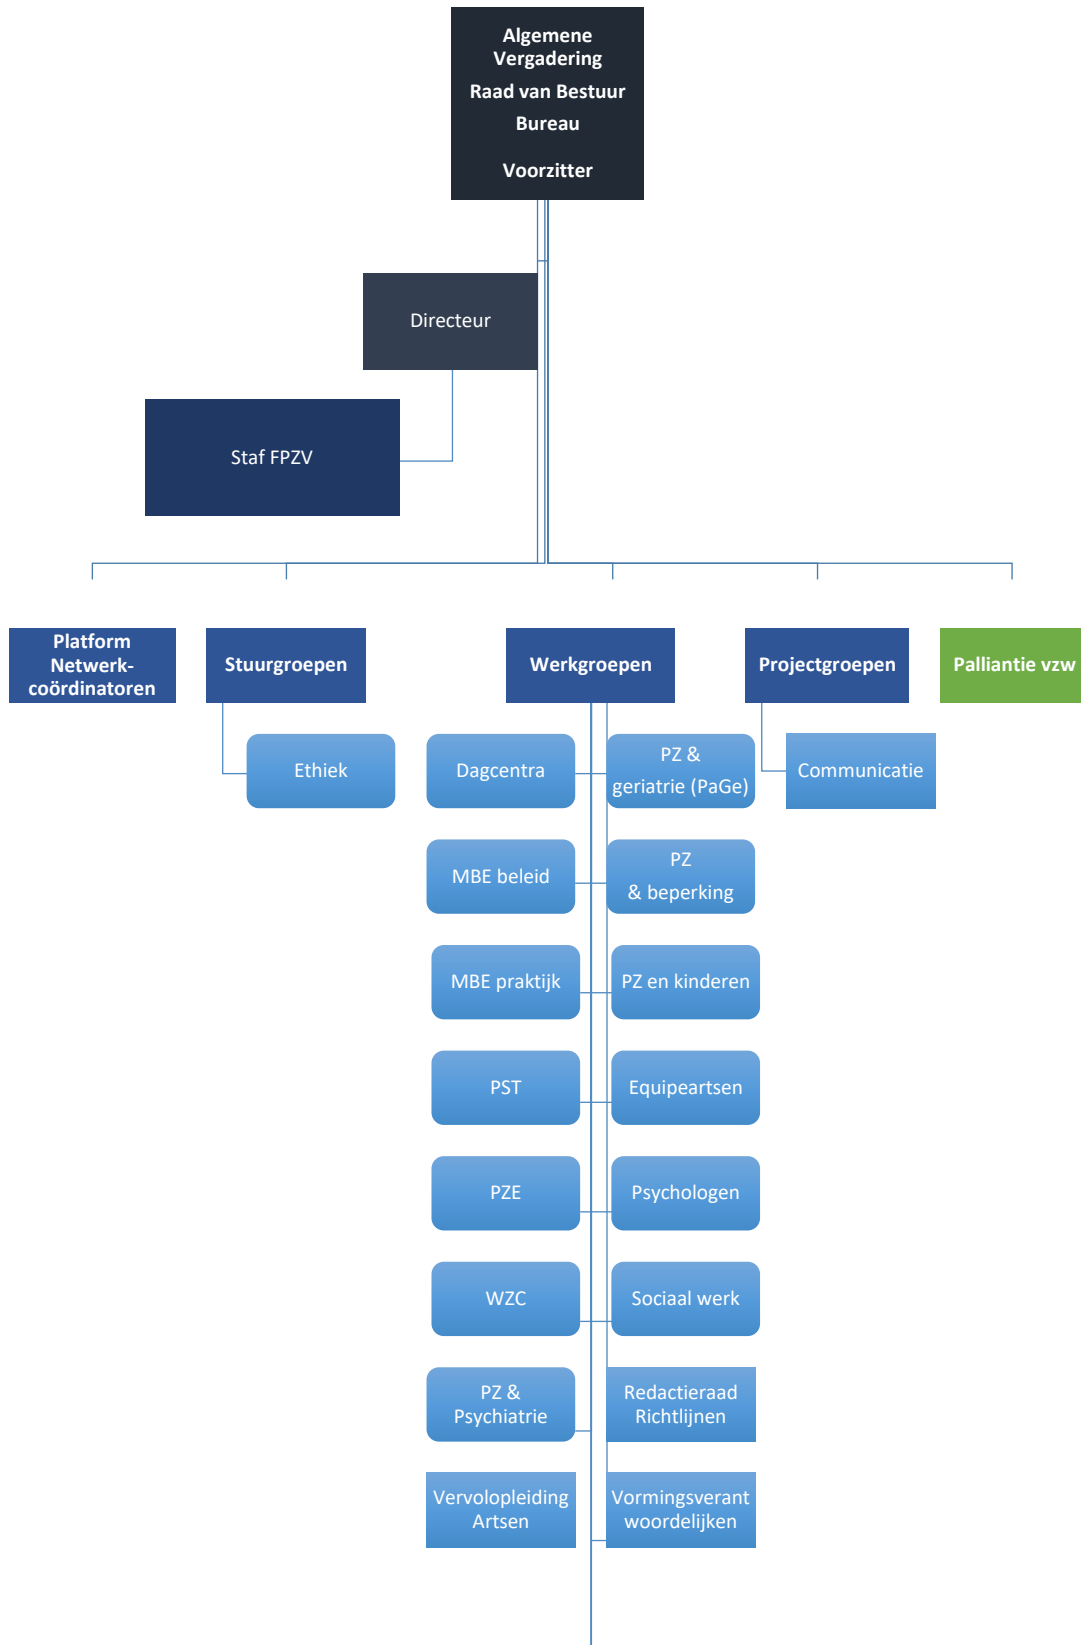 Algemene
Vergadering
Raad van Bestuur
Bureau
Voorzitter
Directeur
Staf FPZV
Platform
Netwerk-
coördinatoren
Stuurgroepen
Werkgroepen
Projectgroepen
Palliantie vzw
Ethiek
Dagcentra
PZ &
geriatrie (PaGe)
Communicatie
MBE beleid
PZ
& beperking
MBE praktijk
PZ en kinderen
PST
Equipeartsen
PZE
Psychologen
WZC
Sociaal werk
PZ &
Psychiatrie
Redactieraad
Richtlijnen
Vervolopleiding
Artsen
Vormingsverant
woordelijken